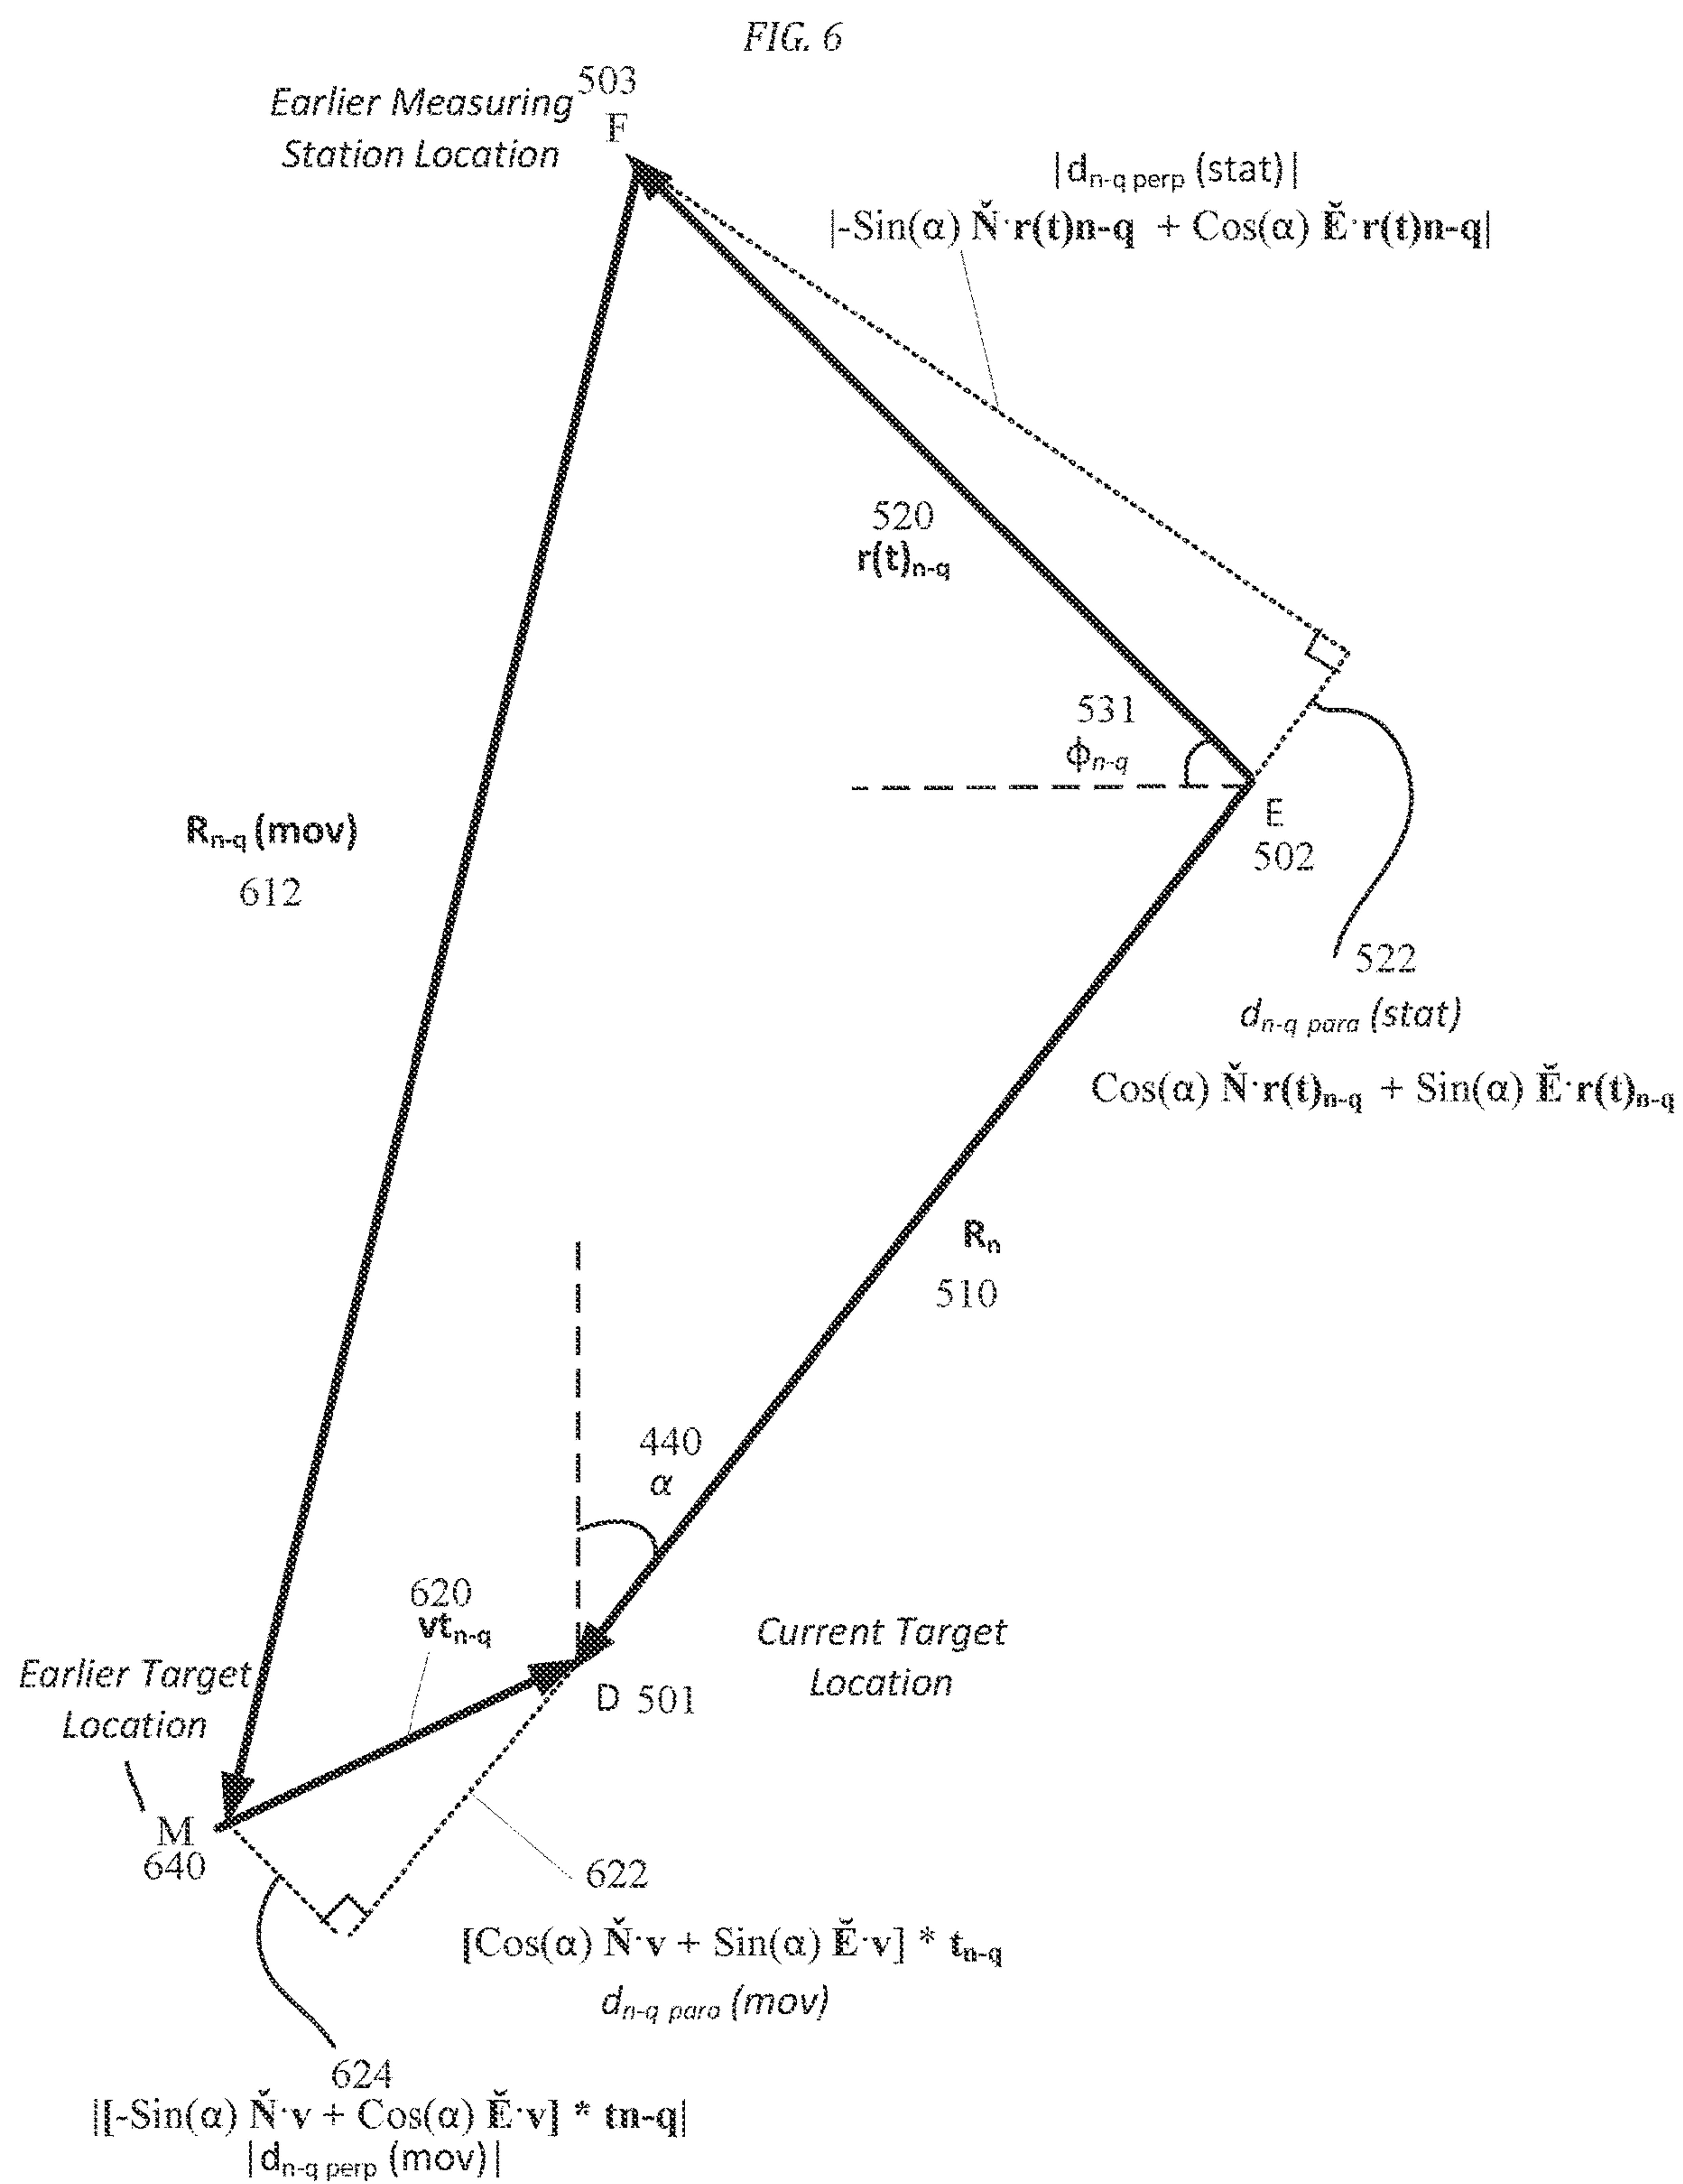 FIG. 6
503
Earlier Measuring
Station Location
F
|dn-q perp (stat)|
|-Sin(α) Ň·r(t)n-q + Cos(α) Ĕ·r(t)n-q|
520
r(t)n-q
531
ϕn-q
E
502
Rn-q (mov)
612
522
dn-q para (stat)
Cos(α) Ň·r(t)n-q + Sin(α) Ĕ·r(t)n-q
Rn
510
440
α
620
vtn-q
Current Target
Location
Earlier Target
Location
D 501
M
640
622
[Cos(α) Ň·v + Sin(α) Ĕ·v] * tn-q
dn-q para (mov)
624
|[-Sin(α) Ň·v + Cos(α) Ĕ·v] * tn-q|
|dn-q perp (mov)|